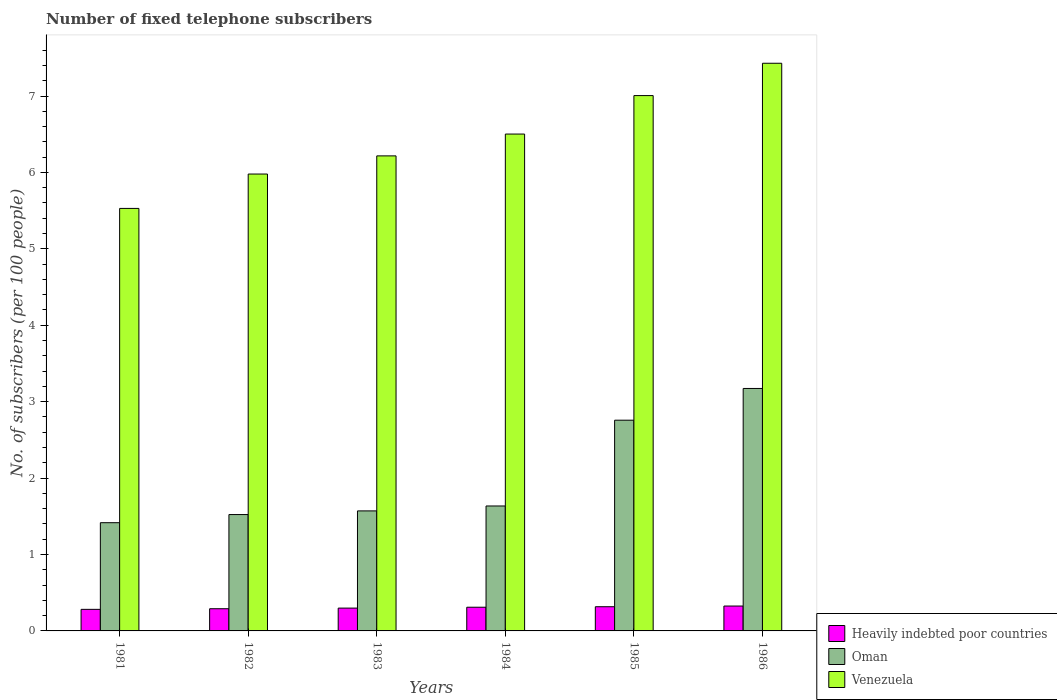 Number of fixed telephone subscribers
No. of subscribers (per 100 people)
7
6
5
4
3
2
1
0
1981
1982
1983
1984
1985
1986
Years
Heavily indebted poor countries
Oman
Venezuela